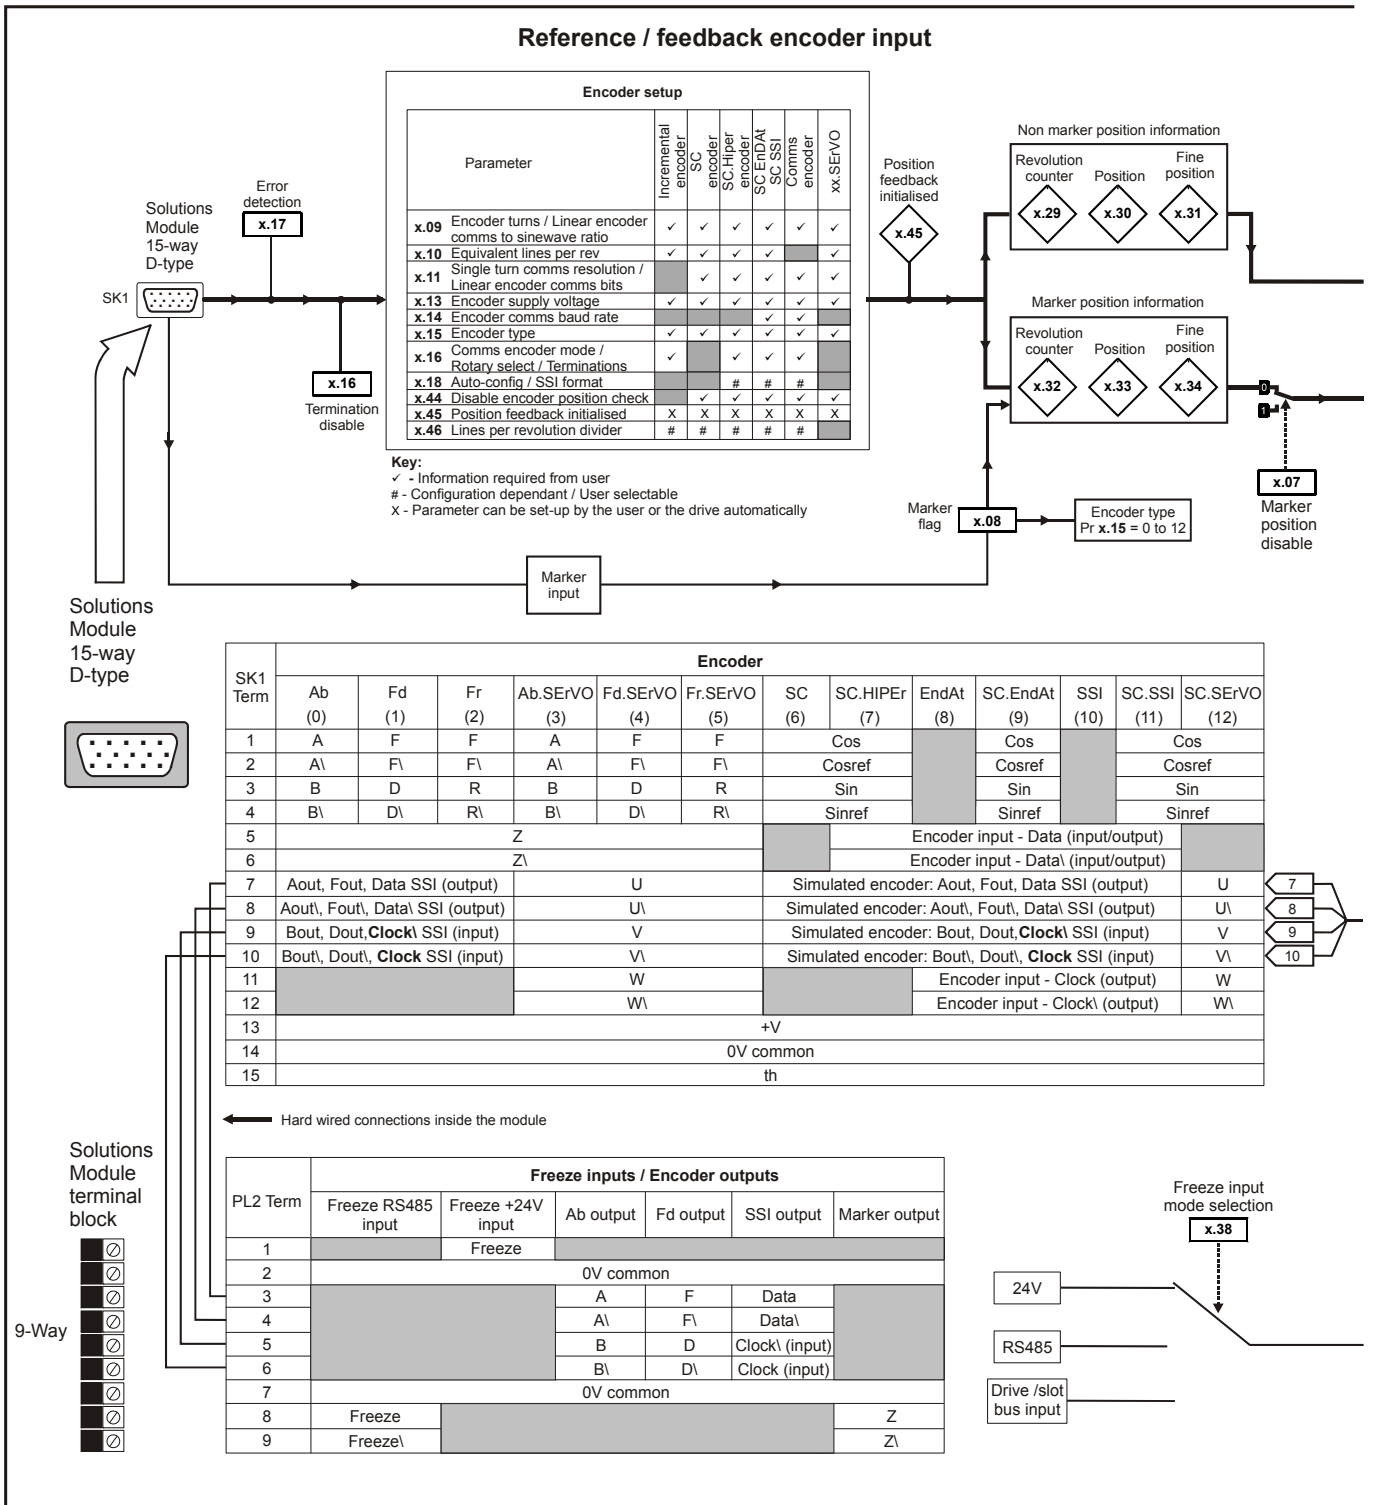 Reference / feedback encoder input
Encoder setup
Parameter
Incremental encoder
SC encoder
SC.Hiper encoder
SC EnDAt SC SSI
Comms encoder
xx.SErVO
x.09 Encoder turns / Linear encoder comms to sinewave ratio ✓ ✓ ✓ ✓ ✓ ✓
x.10 Equivalent lines per rev ✓ ✓ ✓ ✓ ✓
x.11 Single turn comms resolution / Linear encoder comms bits ✓ ✓ ✓ ✓ ✓
x.13 Encoder supply voltage ✓ ✓ ✓ ✓ ✓ ✓
x.14 Encoder comms baud rate ✓ ✓
x.15 Encoder type ✓ ✓ ✓ ✓ ✓ ✓
x.16 Comms encoder mode / Rotary select / Terminations ✓ ✓ ✓ ✓
x.18 Auto-config / SSI format # # #
x.44 Disable encoder position check ✓ ✓ ✓ ✓ ✓
x.45 Position feedback initialised X X X X X X
x.46 Lines per revolution divider # # # # #
Key:
✓ - Information required from user
# - Configuration dependant / User selectable
X - Parameter can be set-up by the user or the drive automatically
Solutions
Module
15-way
D-type
SK1
Error
detection
x.17
x.16
Termination
disable
Position
feedback
initialised
x.45
Non marker position information
Revolution counter
Position
Fine position
x.29 x.30 x.31
Marker position information
Revolution counter
Position
Fine position
x.32 x.33 x.34
0
1
x.07
Marker
position
disable
Marker
flag
x.08
Encoder type
Pr x.15 = 0 to 12
Marker
input
Solutions
Module
15-way
D-type
SK1 Term
Encoder
Ab (0) Fd (1) Fr (2) Ab.SErVO (3) Fd.SErVO (4) Fr.SErVO (5) SC (6) SC.HIPEr (7) EndAt (8) SC.EndAt (9) SSI (10) SC.SSI (11) SC.SErVO (12)
1 A F F A F F Cos Cos Cos
2 A\ F\ F\ A\ F\ F\ Cosref Cosref Cosref
3 B D R B D R Sin Sin Sin
4 B\ D\ R\ B\ D\ R\ Sinref Sinref Sinref
5 Z Encoder input - Data (input/output)
6 Z\ Encoder input - Data\ (input/output)
7 Aout, Fout, Data SSI (output) U Simulated encoder: Aout, Fout, Data SSI (output) U 7
8 Aout\, Fout\, Data\ SSI (output) U\ Simulated encoder: Aout\, Fout\, Data\ SSI (output) U\ 8
9 Bout, Dout,Clock\ SSI (input) V Simulated encoder: Bout, Dout,Clock\ SSI (input) V 9
10 Bout\, Dout\, Clock SSI (input) V\ Simulated encoder: Bout\, Dout\, Clock SSI (input) V\ 10
11 W Encoder input - Clock (output) W
12 W\ Encoder input - Clock\ (output) W\
13 +V
14 0V common
15 th
Hard wired connections inside the module
Solutions
Module
terminal
block
9-Way
PL2 Term
Freeze inputs / Encoder outputs
Freeze RS485 input Freeze +24V input Ab output Fd output SSI output Marker output
1 Freeze
2 0V common
3 A F Data
4 A\ F\ Data\
5 B D Clock\ (input)
6 B\ D\ Clock (input)
7 0V common
8 Freeze Z
9 Freeze\ Z\
Freeze input
mode selection
x.38
24V
RS485
Drive /slot
bus input